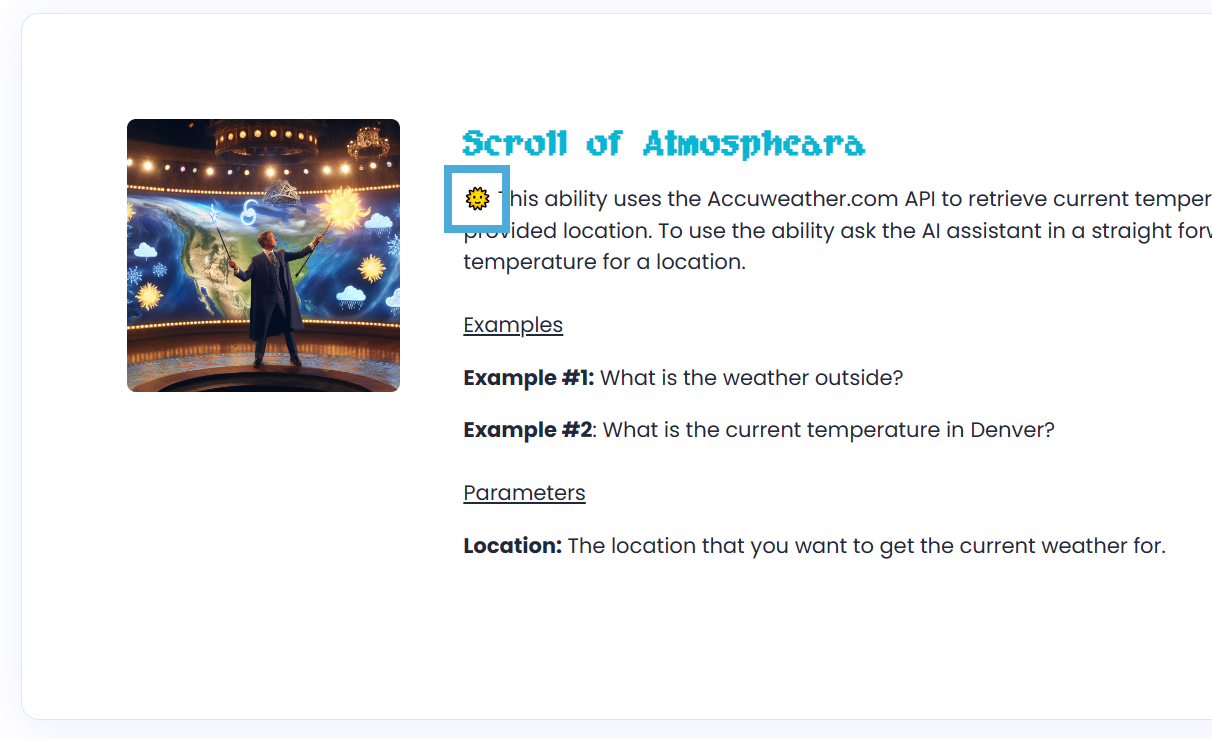 Scroll of Atmospheara
🌞 This ability uses the Accuweather.com API to retrieve current temper
provided location. To use the ability ask the AI assistant in a straight forw
temperature for a location.
Examples
Example #1: What is the weather outside?
Example #2: What is the current temperature in Denver?
Parameters
Location: The location that you want to get the current weather for.